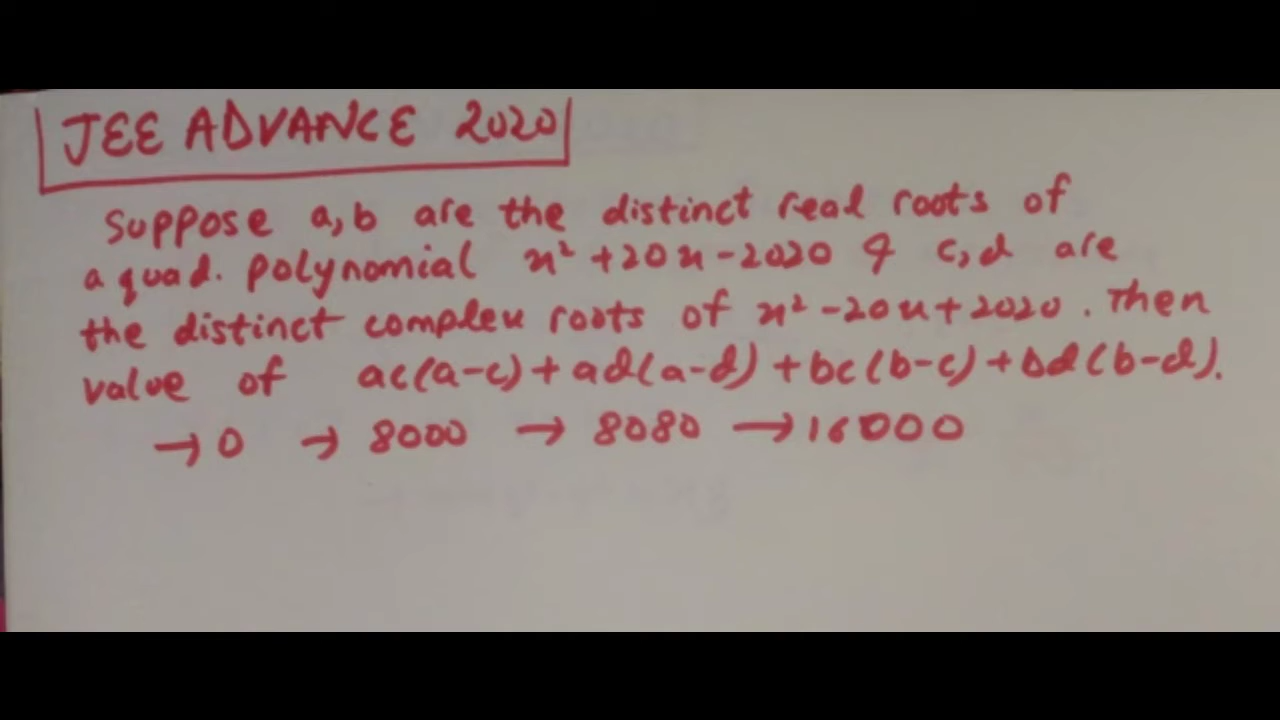 JEE ADVANCE 2020
Suppose a, b are the distinct real roots of
a quad. polynomial x² + 20x - 2020 & c, d are
the distinct complex roots of x² - 20x + 2020. Then
value of ac(a-c) + ad(a-d) + bc(b-c) + bd(b-d).
→ 0 → 8000 → 8080 → 16000